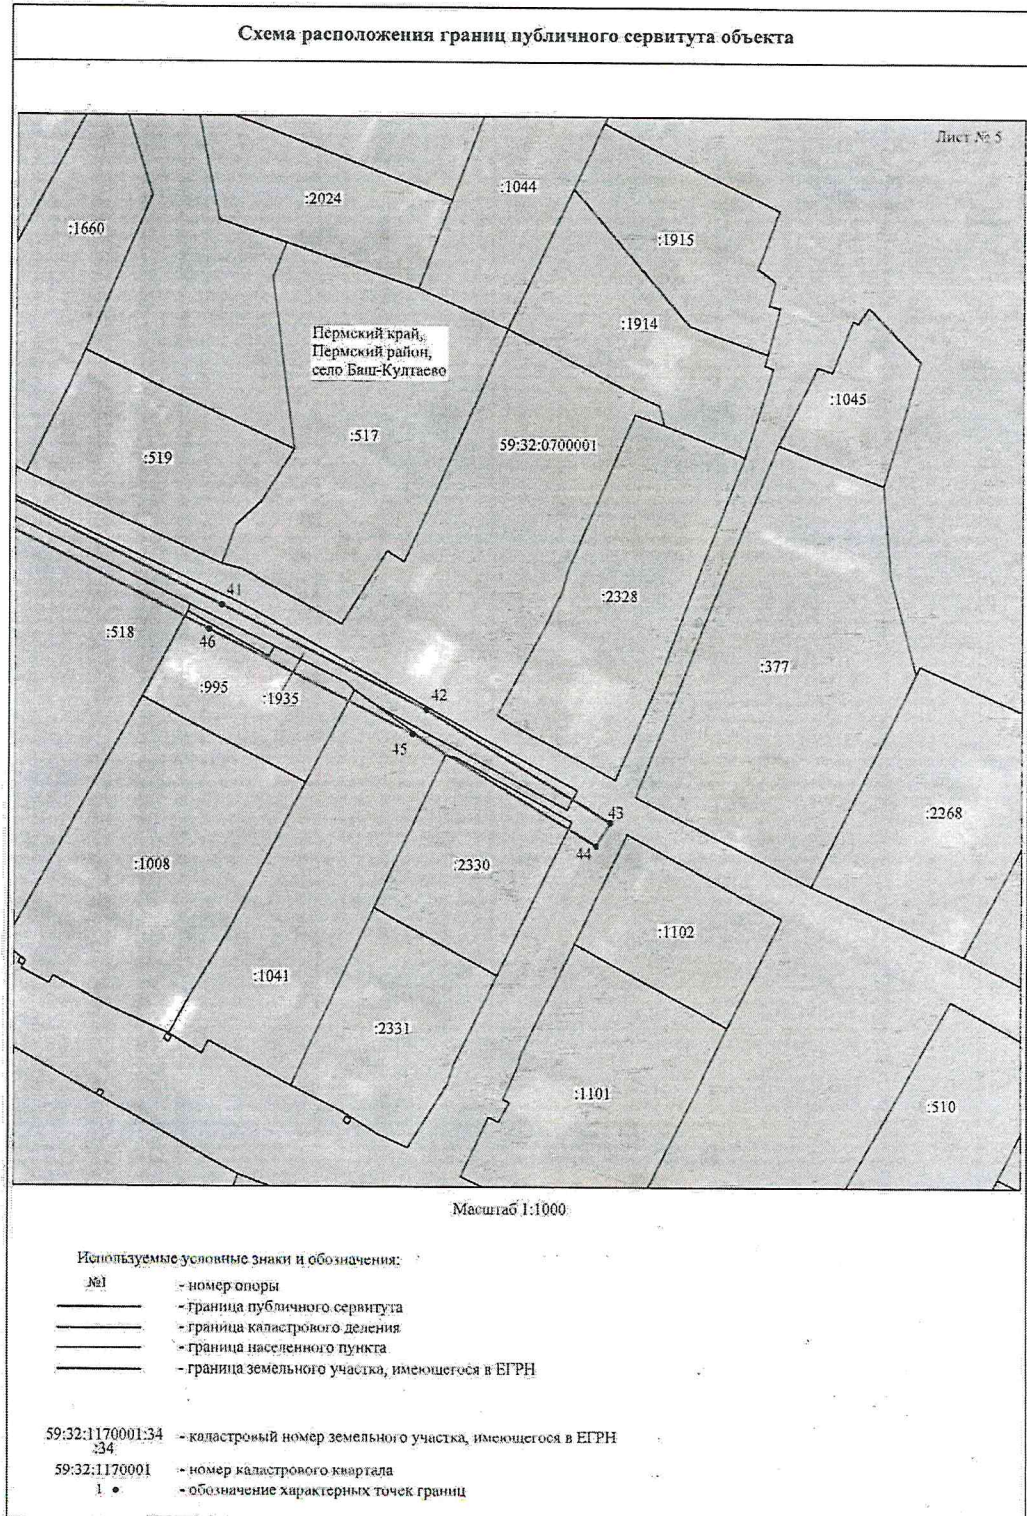 Схема расположения границ публичного сервитута объекта
Лист № 5
:1044
:2024
:1660
:1915
:1914
Пермский край,
Пермский район,
село Баш-Култаево
:1045
:517
59:32:0700001
:519
41
:2328
:518
46
:377
:995
:1935
42
45
43
:2268
44
:1008
:2330
:1102
:1041
:2331
:1101
:510
Масштаб 1:1000
Используемые условные знаки и обозначения:
№1 - номер опоры
- граница публичного сервитута
- граница кадастрового деления
- граница населенного пункта
- граница земельного участка, имеющегося в ЕГРН
59:32:1170001:34 - кадастровый номер земельного участка, имеющегося в ЕГРН
:34
59:32:1170001 - номер кадастрового квартала
1 • - обозначение характерных точек границ